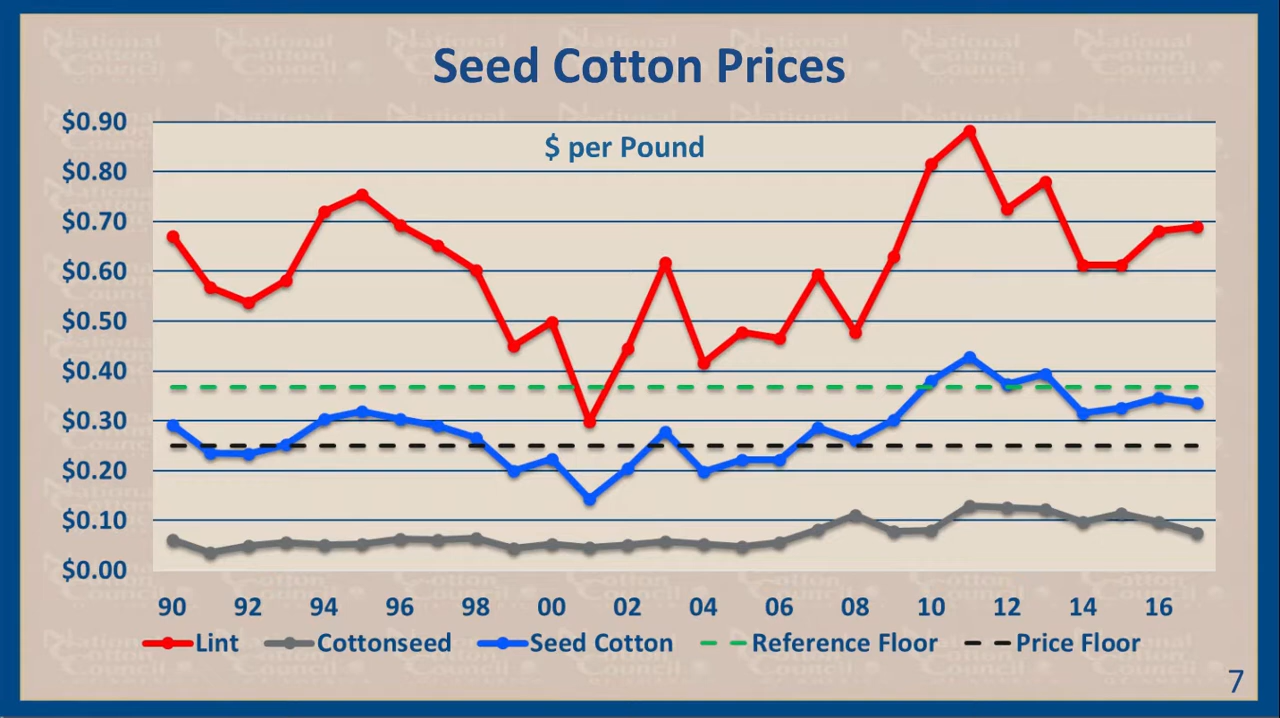 Seed Cotton Prices
$ per Pound
$0.90
$0.80
$0.70
$0.60
$0.50
$0.40
$0.30
$0.20
$0.10
$0.00
90 92 94 96 98 00 02 04 06 08 10 12 14 16
Lint Cottonseed Seed Cotton Reference Floor Price Floor
7